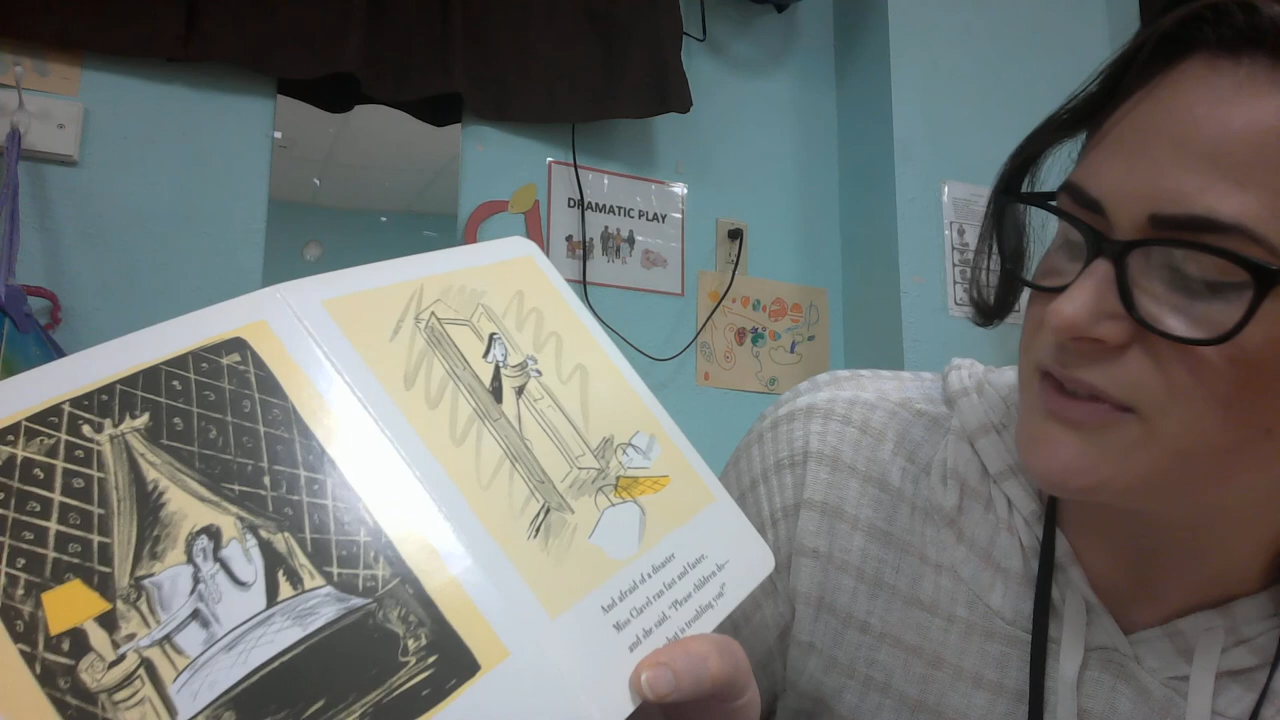 DRAMATIC PLAY
And afraid of a disaster
Miss Clavel ran fast and faster,
and she said, "Please children do—
what is troubling you?"